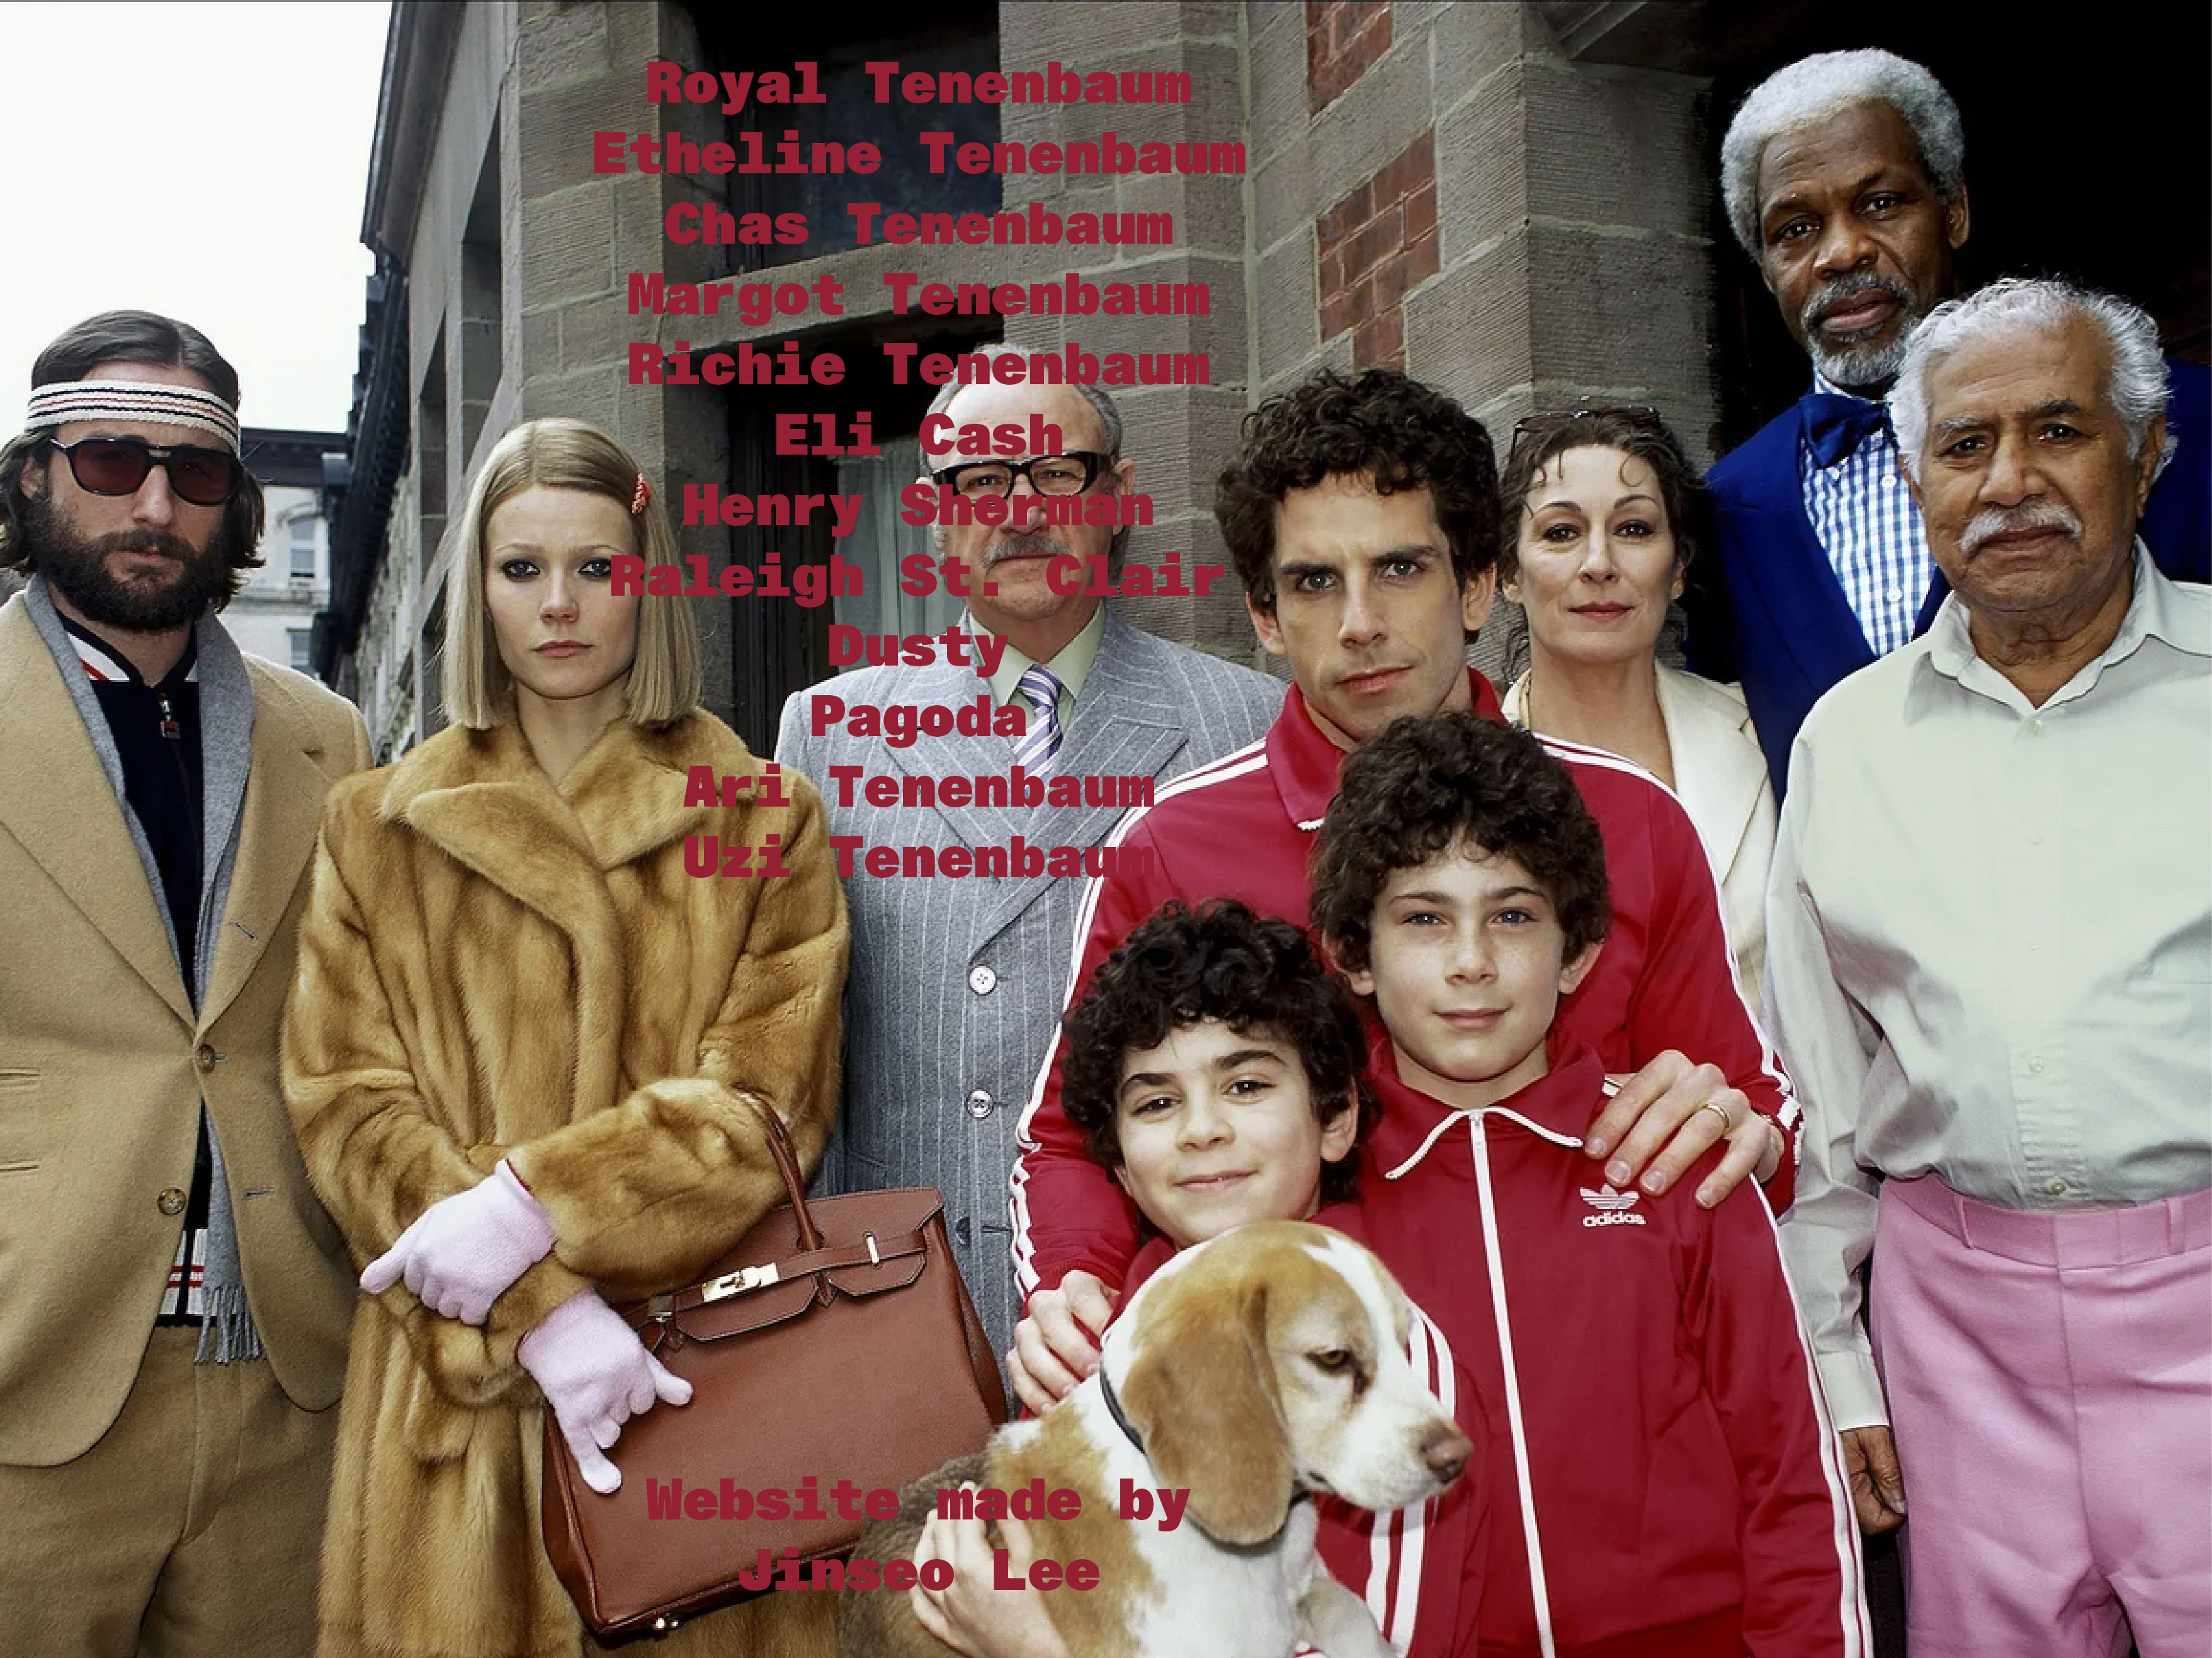 Royal Tenenbaum
Etheline Tenenbaum
Chas Tenenbaum
Margot Tenenbaum
Richie Tenenbaum
Eli Cash
Henry Sherman
Raleigh St. Clair
Dusty
Pagoda
Ari Tenenbaum
Uzi Tenenbaum
adidas
Website made by
Jinseo Lee